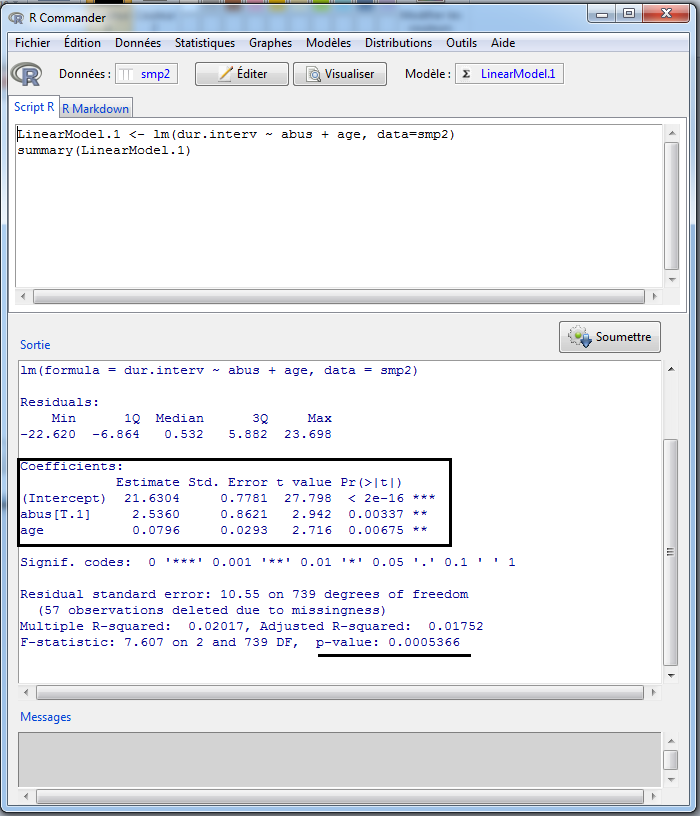 R Commander
Fichier Édition Données Statistiques Graphes Modèles Distributions Outils Aide
R Données : smp2 Éditer Visualiser Modèle : Σ LinearModel.1
Script R R Markdown
LinearModel.1 <- lm(dur.interv ~ abus + age, data=smp2)
summary(LinearModel.1)
Soumettre
Sortie
lm(formula = dur.interv ~ abus + age, data = smp2)
Residuals:
    Min      1Q  Median      3Q     Max
-22.620  -6.864   0.532   5.882  23.698
Coefficients:
            Estimate Std. Error t value Pr(>|t|)
(Intercept)  21.6304     0.7781  27.798  < 2e-16 ***
abus[T.1]     2.5360     0.8621   2.942  0.00337 **
age           0.0796     0.0293   2.716  0.00675 **
Signif. codes:  0 '***' 0.001 '**' 0.01 '*' 0.05 '.' 0.1 ' ' 1
Residual standard error: 10.55 on 739 degrees of freedom
  (57 observations deleted due to missingness)
Multiple R-squared:  0.02017, Adjusted R-squared:  0.01752
F-statistic: 7.607 on 2 and 739 DF,  p-value: 0.0005366
Messages